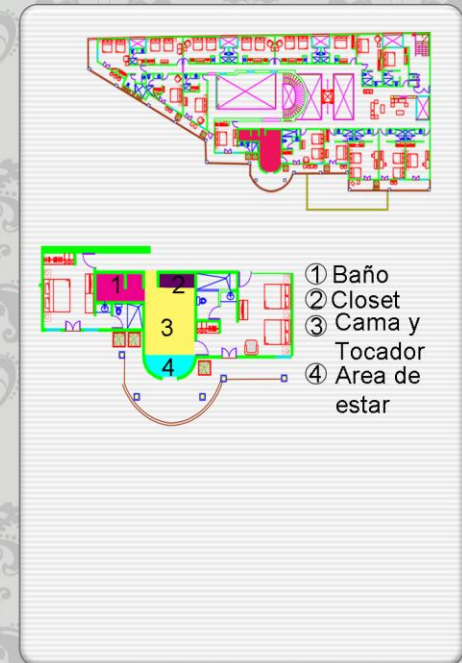 1
2
3
4
① Baño
② Closet
③ Cama y
Tocador
④ Area de
estar